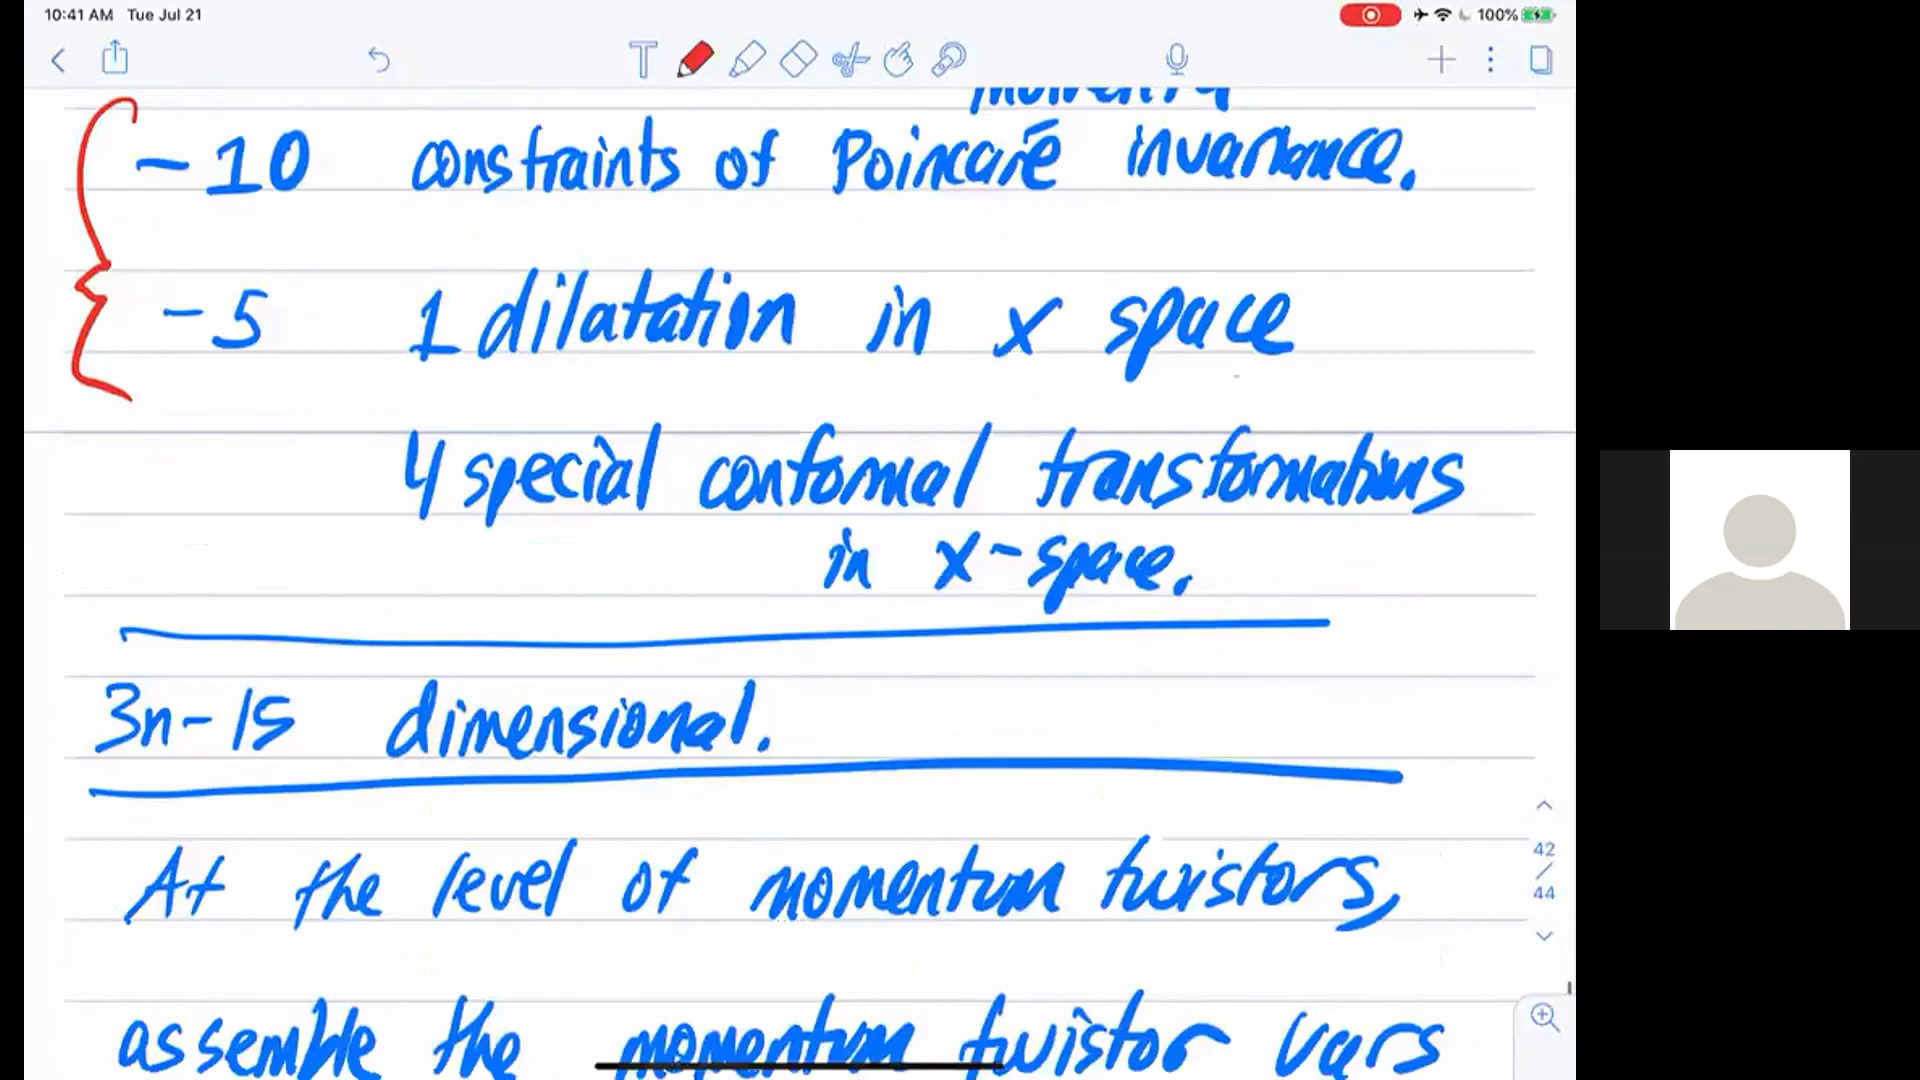 10:41 AM Tue Jul 21
100%
T
momenta
-10 constraints of Poincaré invariance.
-5 1 dilatation in x space
4 special conformal transformations
in x-space.
3n-15 dimensional.
At the level of momentum twistors,
42
/
44
assemble the momentum twistor vars